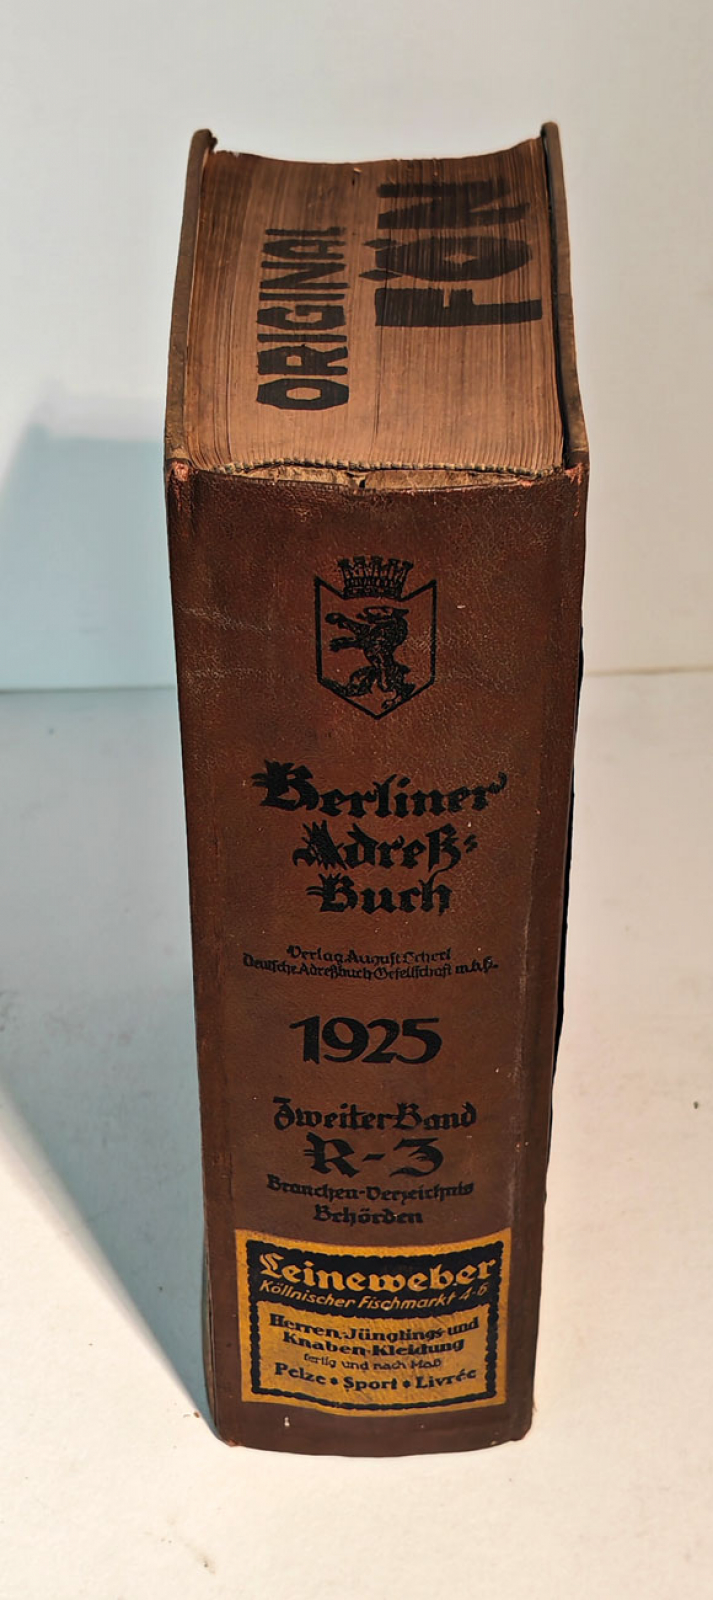 ORIGINAL
FÖN
Berliner
Adreß-
Buch
Verlag August Scherl
Deutsche Adreßbuch-Gesellschaft m.b.H.
1925
Zweiter Band
R-Z
Branchen-Verzeichnis
Behörden
Leineweber
Köllnischer Fischmarkt 4-6
Herren-Jünglings-und
Knaben-Kleidung
fertig und nach Maß
Pelze • Sport • Livrée